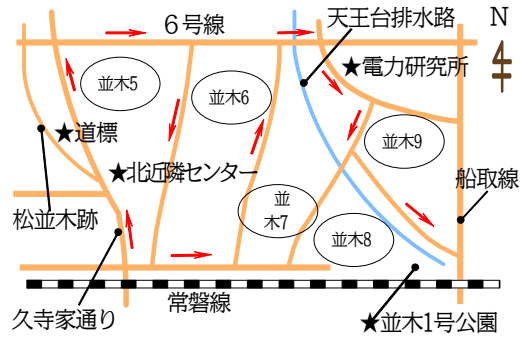 6号線
天王台排水路
N
★電力研究所
並木5
並木6
並木9
★道標
★北近隣センター
船取線
並
木7
松並木跡
並木8
常磐線
久寺家通り
★並木1号公園